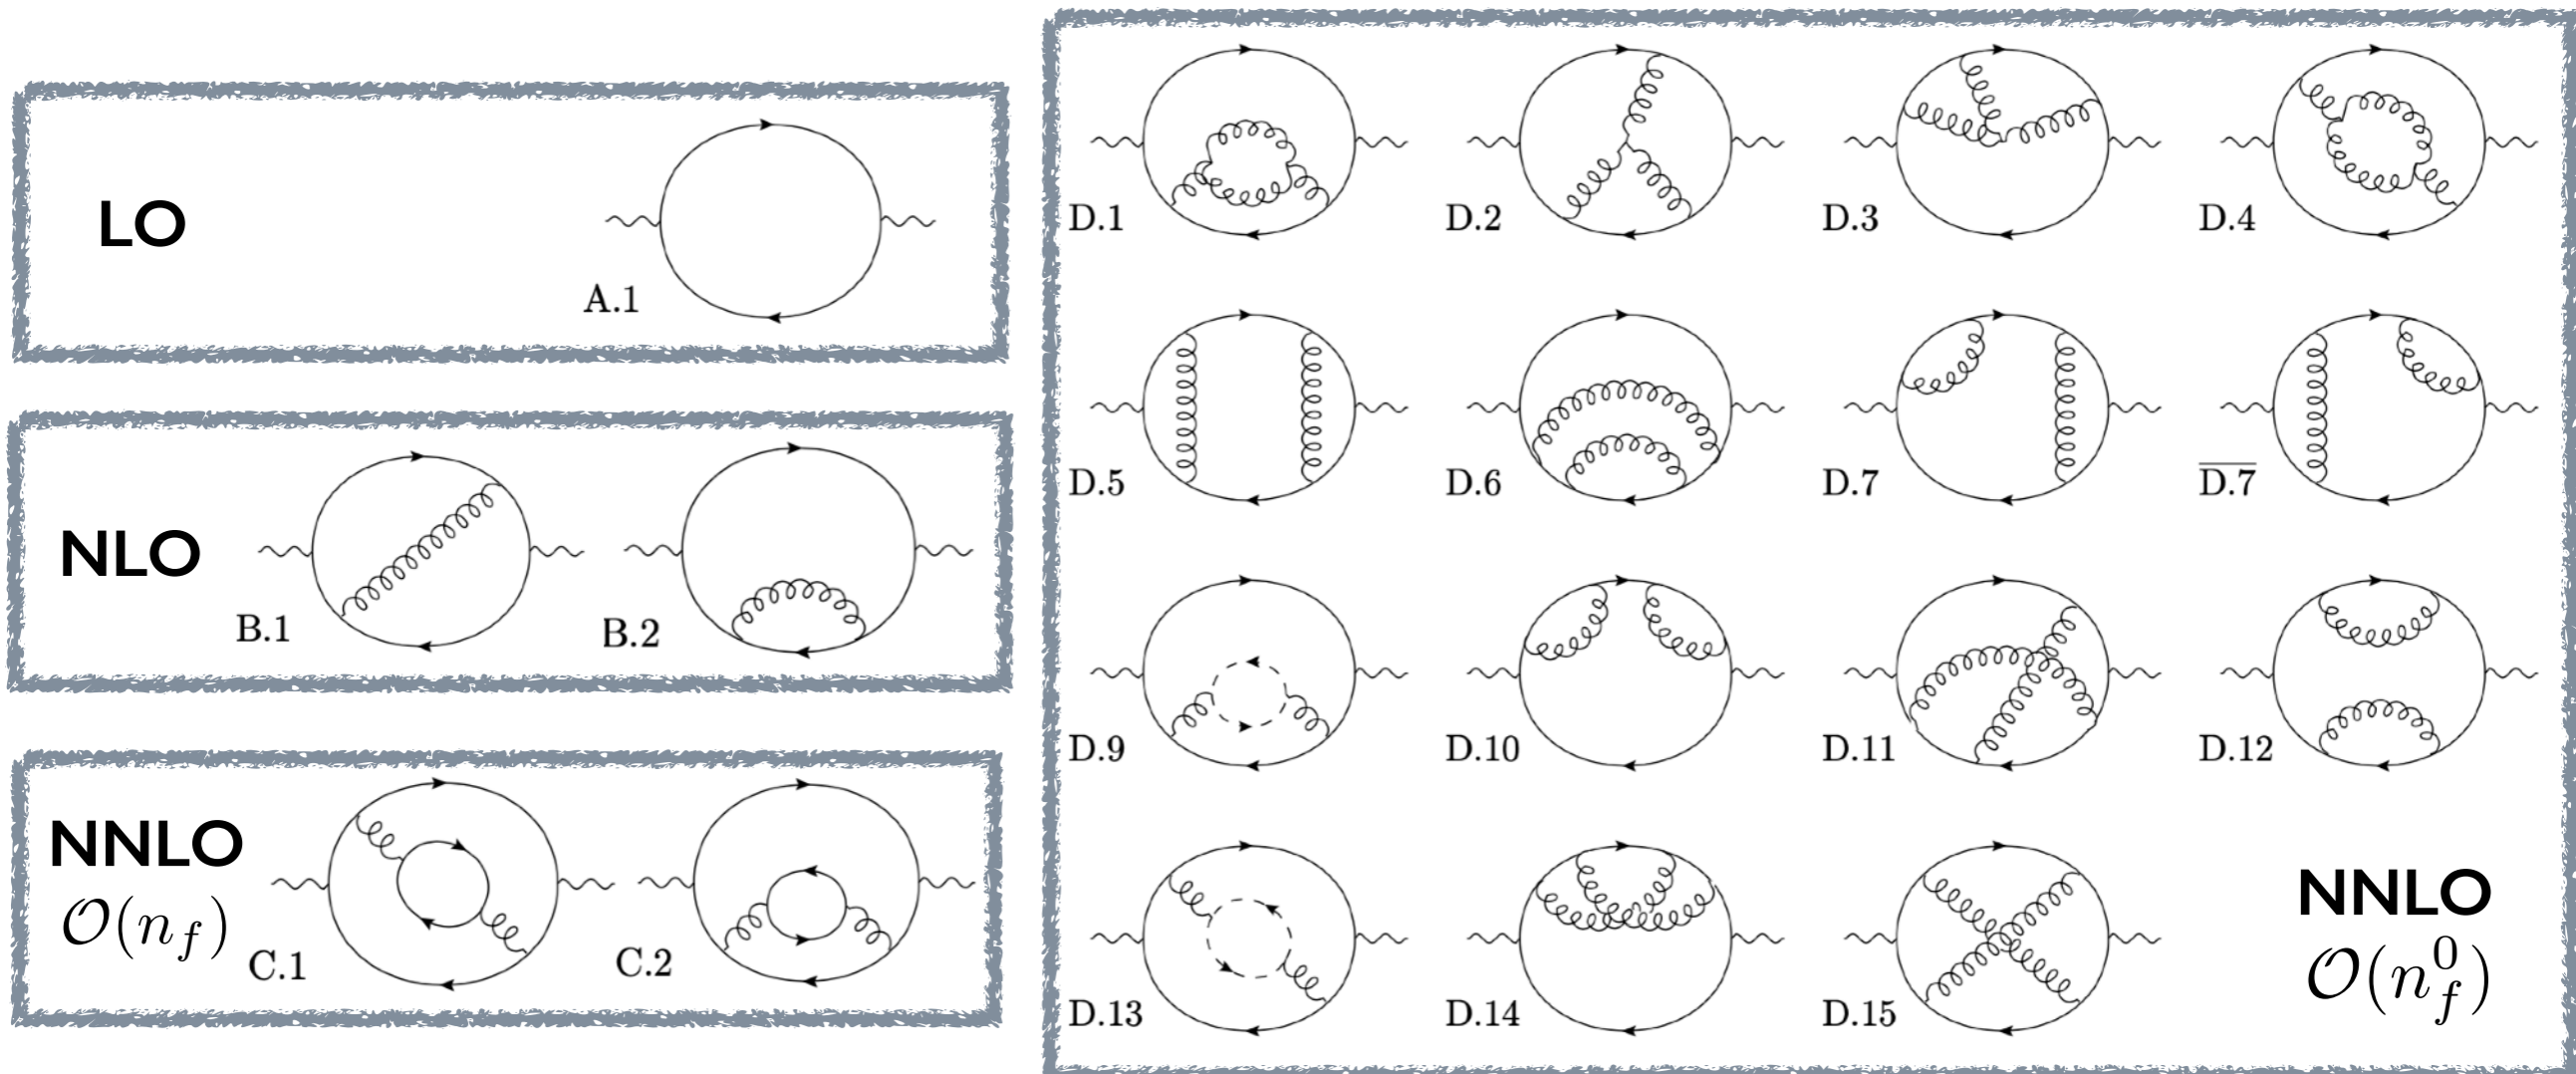 LO
A.1
NLO
B.1
B.2
NNLO
𝒪(n_f)
C.1
C.2
D.1
D.2
D.3
D.4
D.5
D.6
D.7
D̅.̅7̅
D.9
D.10
D.11
D.12
D.13
D.14
D.15
NNLO
𝒪(n_f^0)